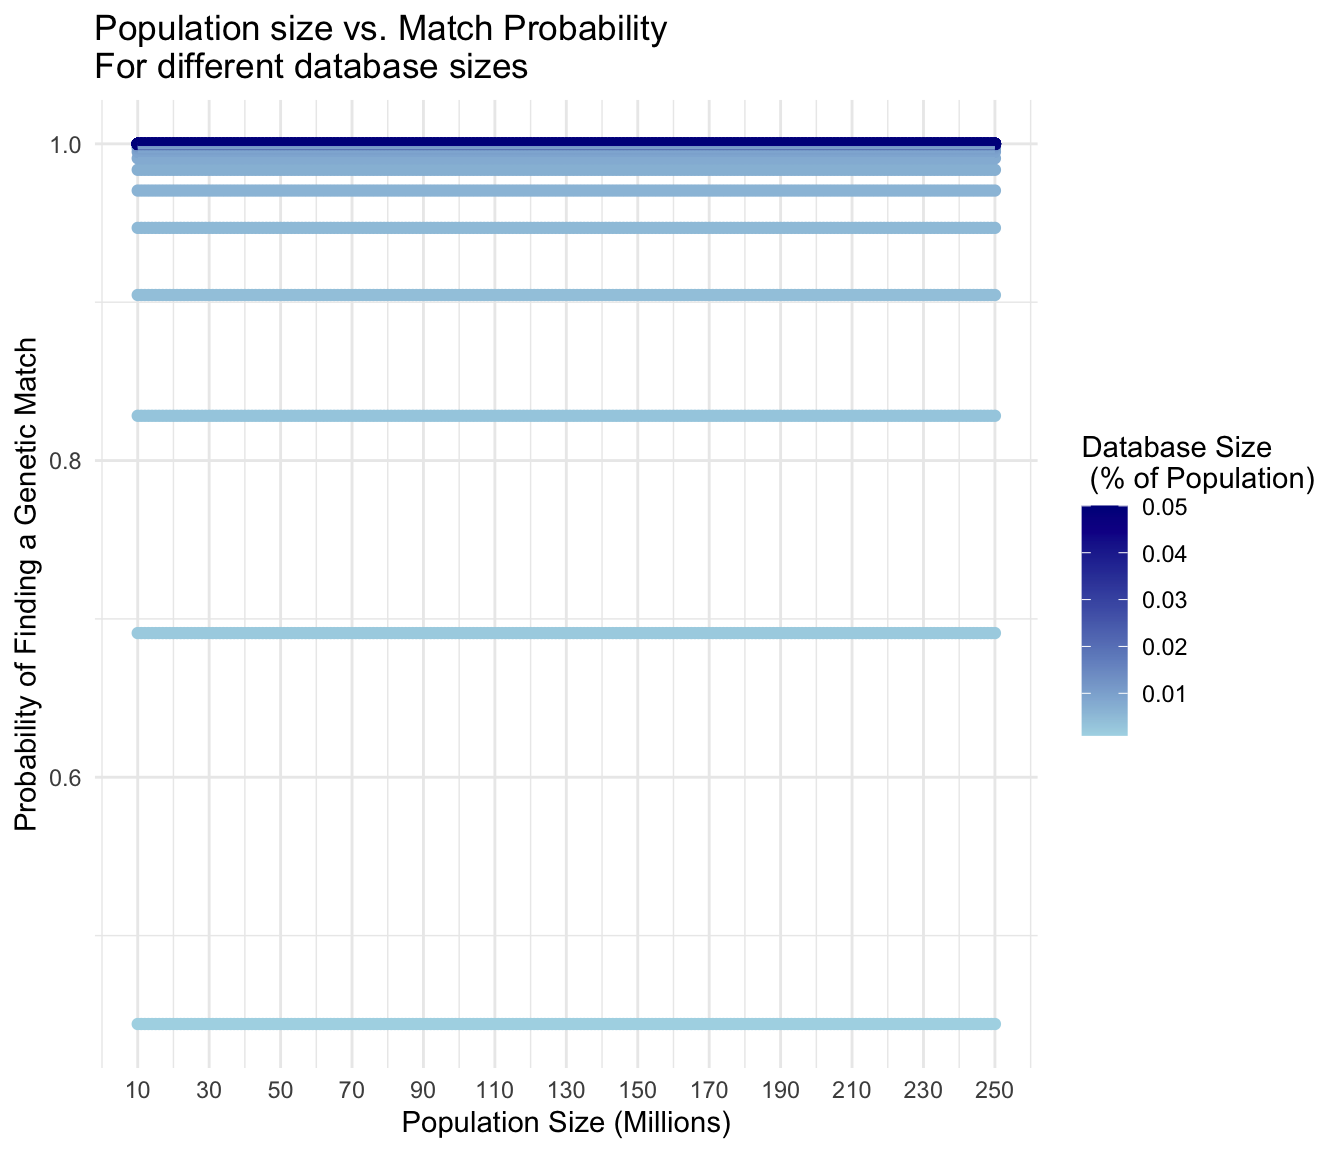 Population size vs. Match Probability
For different database sizes
Probability of Finding a Genetic Match
1.0
0.8
0.6
10 30 50 70 90 110 130 150 170 190 210 230 250
Population Size (Millions)
Database Size
(% of Population)
0.05
0.04
0.03
0.02
0.01